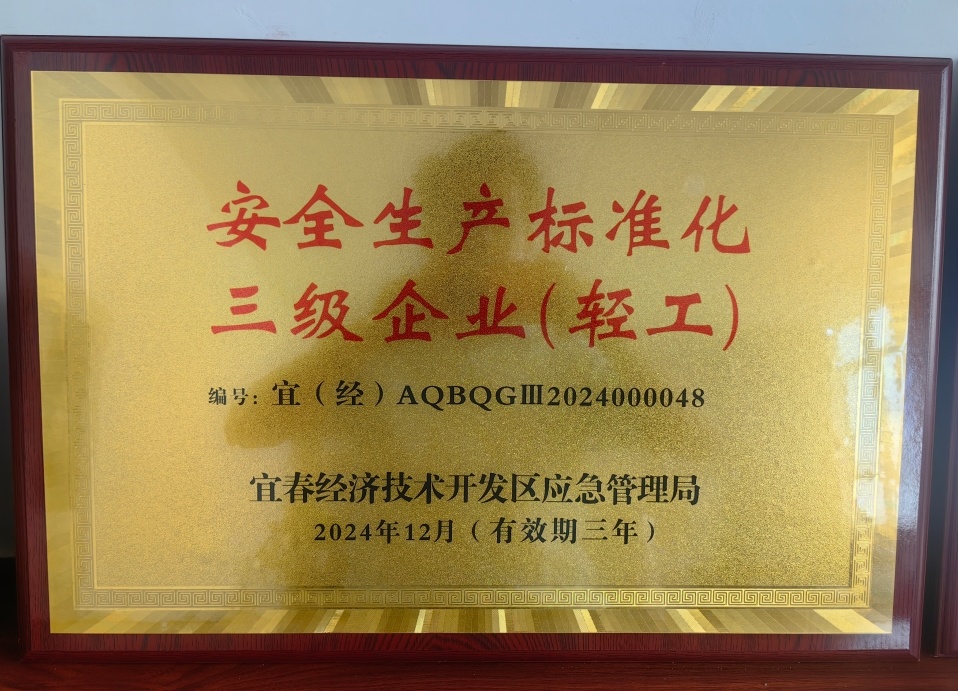 安全生产标准化
三级企业(轻工)
编号：宜（经）AQBQGⅢ2024000048
宜春经济技术开发区应急管理局
2024年12月（有效期三年）